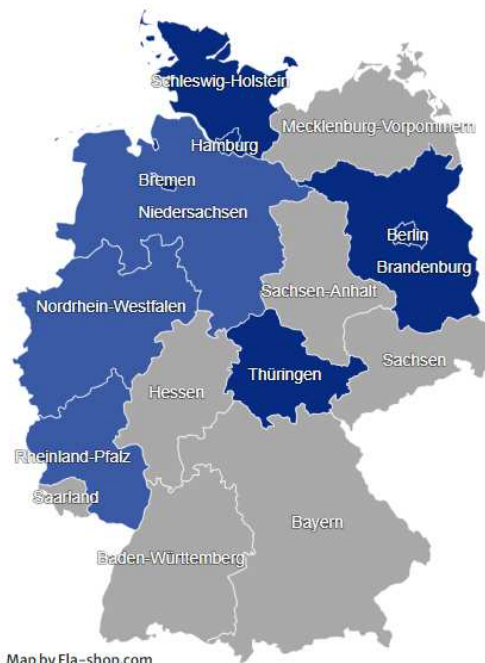 Schleswig-Holstein
Mecklenburg-Vorpommern
Hamburg
Bremen
Niedersachsen
Berlin
Brandenburg
Sachsen-Anhalt
Nordrhein-Westfalen
Sachsen
Thüringen
Hessen
Rheinland-Pfalz
Saarland
Bayern
Baden-Württemberg
Map by Fla-shop.com